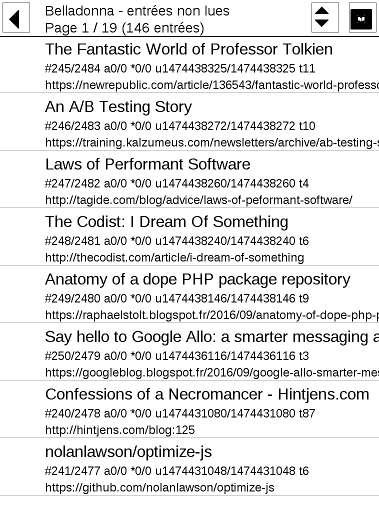 Belladonna - entrées non lues
Page 1 / 19 (146 entrées)
The Fantastic World of Professor Tolkien
#245/2484 a0/0 *0/0 u1474438325/1474438325 t11
https://newrepublic.com/article/136543/fantastic-world-profess
An A/B Testing Story
#246/2483 a0/0 *0/0 u1474438272/1474438272 t10
https://training.kalzumeus.com/newsletters/archive/ab-testing-s
Laws of Performant Software
#247/2482 a0/0 *0/0 u1474438260/1474438260 t4
http://tagide.com/blog/advice/laws-of-peformant-software/
The Codist: I Dream Of Something
#248/2481 a0/0 *0/0 u1474438240/1474438240 t6
http://thecodist.com/article/i-dream-of-something
Anatomy of a dope PHP package repository
#249/2480 a0/0 *0/0 u1474438146/1474438146 t9
https://raphaelstolt.blogspot.fr/2016/09/anatomy-of-dope-php-p
Say hello to Google Allo: a smarter messaging a
#250/2479 a0/0 *0/0 u1474436116/1474436116 t3
https://googleblog.blogspot.fr/2016/09/google-allo-smarter-mes
Confessions of a Necromancer - Hintjens.com
#240/2478 a0/0 *0/0 u1474431080/1474431080 t87
http://hintjens.com/blog:125
nolanlawson/optimize-js
#241/2477 a0/0 *0/0 u1474431048/1474431048 t6
https://github.com/nolanlawson/optimize-js